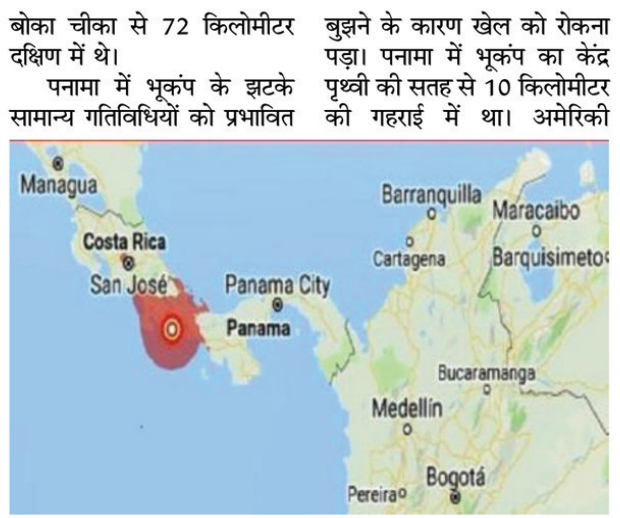 बोका चीका से 72 किलोमीटर
दक्षिण में थे।
पनामा में भूकंप के झटके
सामान्य गतिविधियों को प्रभावित
बुझने के कारण खेल को रोकना
पड़ा। पनामा में भूकंप का केंद्र
पृथ्वी की सतह से 10 किलोमीटर
की गहराई में था। अमेरिकी
Managua
Barranquilla
Maracaibo
Costa Rica
Cartagena
Barquisimeto
San José
Panama City
Panama
Bucaramanga
Medellín
Bogotá
Pereira